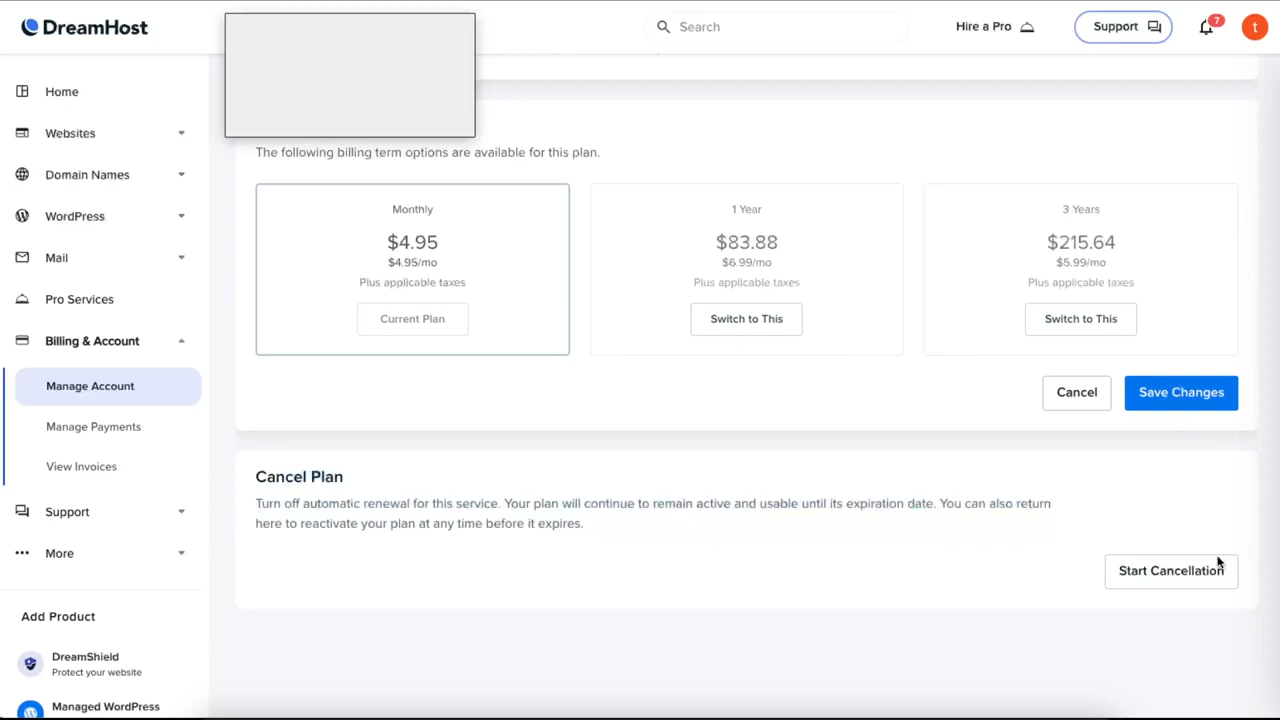 DreamHost
Search
Hire a Pro
Support
7
t
Home
Websites
Domain Names
WordPress
Mail
Pro Services
Billing & Account
Manage Account
Manage Payments
View Invoices
Support
More
Add Product
DreamShield
Protect your website
Managed WordPress
The following billing term options are available for this plan.
Monthly
$4.95
$4.95/mo
Plus applicable taxes
Current Plan
1 Year
$83.88
$6.99/mo
Plus applicable taxes
Switch to This
3 Years
$215.64
$5.99/mo
Plus applicable taxes
Switch to This
Cancel
Save Changes
Cancel Plan
Turn off automatic renewal for this service. Your plan will continue to remain active and usable until its expiration date. You can also return
here to reactivate your plan at any time before it expires.
Start Cancellation